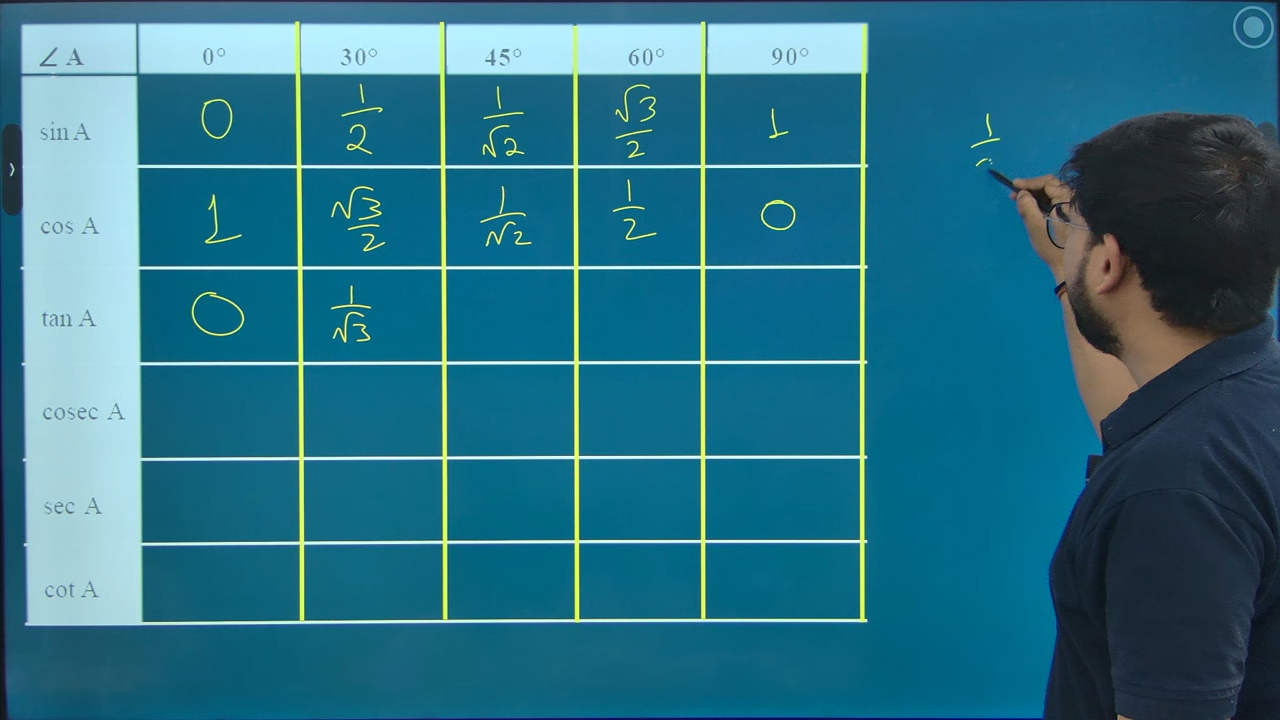 ∠A 0° 30° 45° 60° 90°
sin A 0 1/2 1/√2 √3/2 1
cos A 1 √3/2 1/√2 1/2 0
tan A 0 1/√3
cosec A
sec A
cot A
1